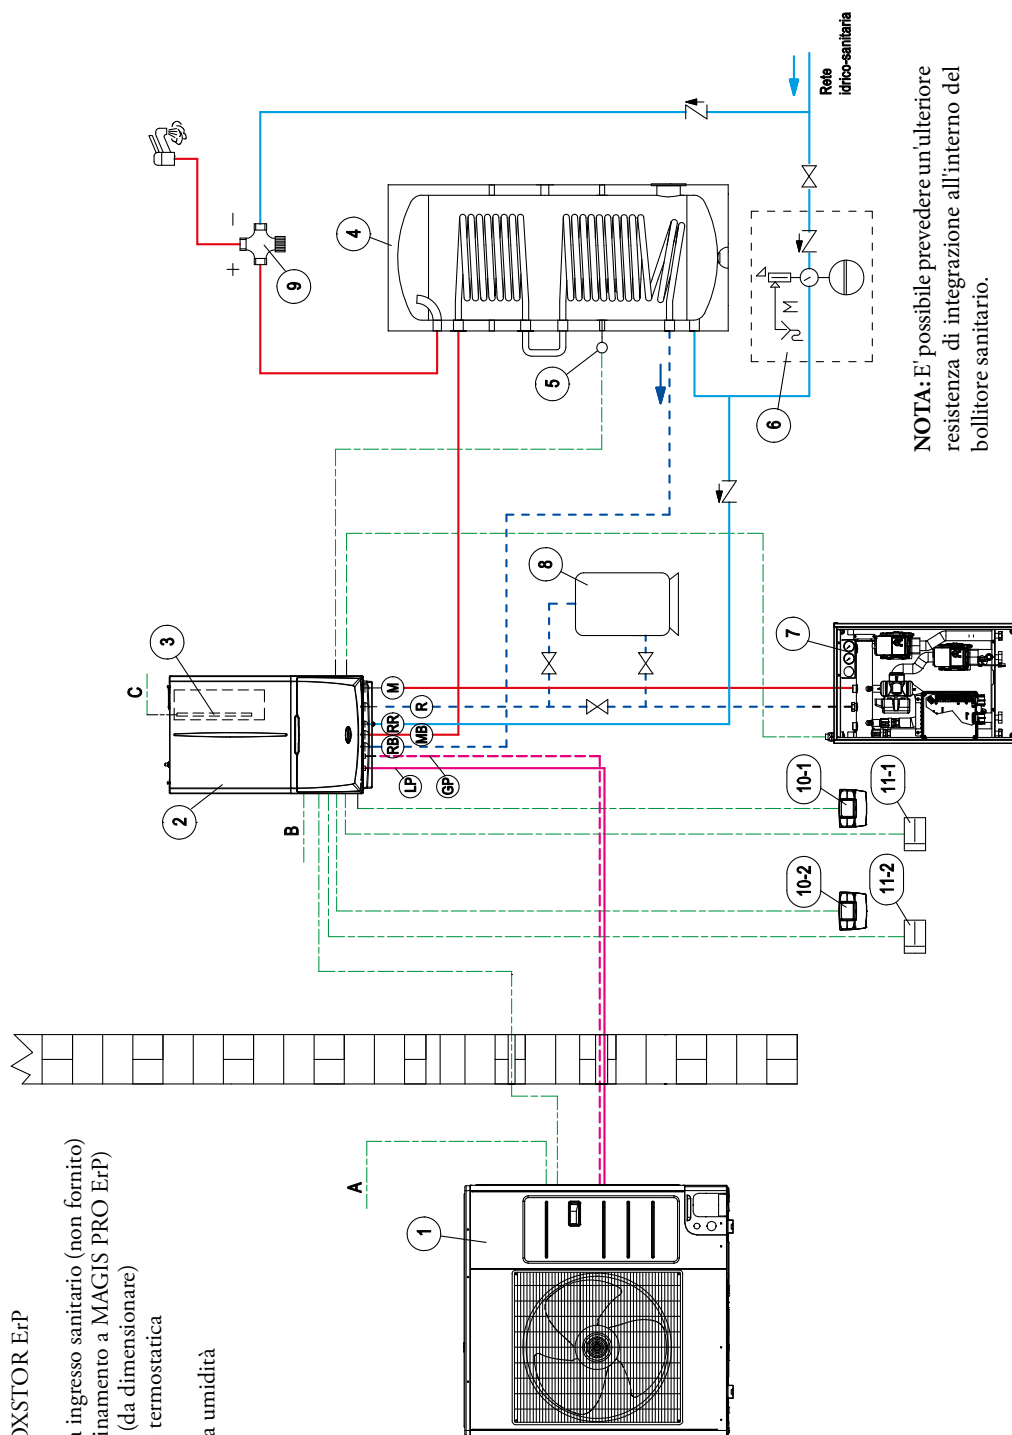 OXSTOR ErP
ingresso sanitario (non fornito)
inamento a MAGIS PRO ErP)
(da dimensionare)
termostatica
a umidità
A
B
C
1
2
3
4
5
6
7
8
9
10-1
11-1
10-2
11-2
LP
GP
RB
MB
RR
R
M
+
−
M
Rete
idrico-sanitaria
NOTA: E' possibile prevedere un'ulteriore
resistenza di integrazione all'interno del
bollitore sanitario.